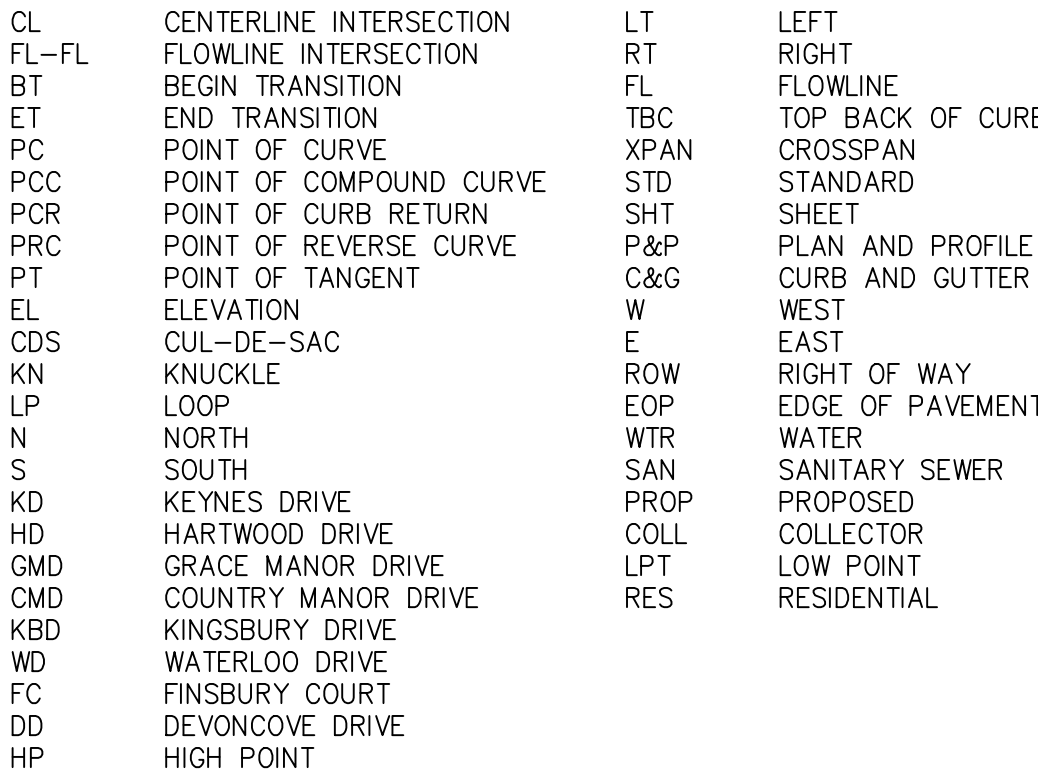 CL CENTERLINE INTERSECTION
FL-FL FLOWLINE INTERSECTION
BT BEGIN TRANSITION
ET END TRANSITION
PC POINT OF CURVE
PCC POINT OF COMPOUND CURVE
PCR POINT OF CURB RETURN
PRC POINT OF REVERSE CURVE
PT POINT OF TANGENT
EL ELEVATION
CDS CUL-DE-SAC
KN KNUCKLE
LP LOOP
N NORTH
S SOUTH
KD KEYNES DRIVE
HD HARTWOOD DRIVE
GMD GRACE MANOR DRIVE
CMD COUNTRY MANOR DRIVE
KBD KINGSBURY DRIVE
WD WATERLOO DRIVE
FC FINSBURY COURT
DD DEVONCOVE DRIVE
HP HIGH POINT
LT LEFT
RT RIGHT
FL FLOWLINE
TBC TOP BACK OF CURB
XPAN CROSSPAN
STD STANDARD
SHT SHEET
P&P PLAN AND PROFILE
C&G CURB AND GUTTER
W WEST
E EAST
ROW RIGHT OF WAY
EOP EDGE OF PAVEMENT
WTR WATER
SAN SANITARY SEWER
PROP PROPOSED
COLL COLLECTOR
LPT LOW POINT
RES RESIDENTIAL